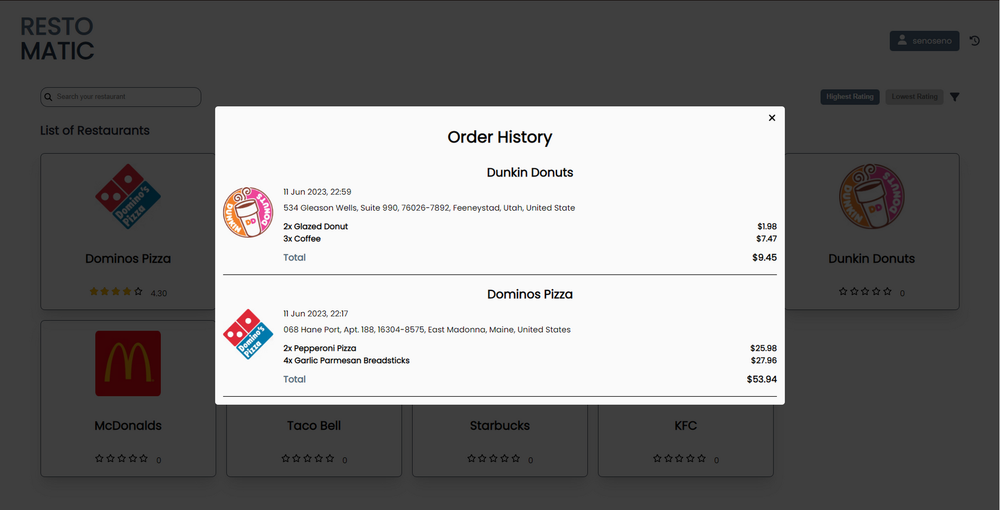 RESTO
MATIC
senoseno
Search your restaurant
Highest Rating
Lowest Rating
List of Restaurants
Domino's
Pizza
Dominos Pizza
4.30
DUNKIN
DONUTS
DD
Dunkin Donuts
0
McDonalds
0
Taco Bell
0
Starbucks
0
KFC
0
Order History
Dunkin Donuts
DUNKIN
DONUTS
DD
11 Jun 2023, 22:59
534 Gleason Wells, Suite 990, 76026-7892, Feeneystad, Utah, United State
2x Glazed Donut $1.98
3x Coffee $7.47
Total $9.45
Dominos Pizza
Domino's
Pizza
11 Jun 2023, 22:17
068 Hane Port, Apt. 188, 16304-8575, East Madonna, Maine, United States
2x Pepperoni Pizza $25.98
4x Garlic Parmesan Breadsticks $27.96
Total $53.94